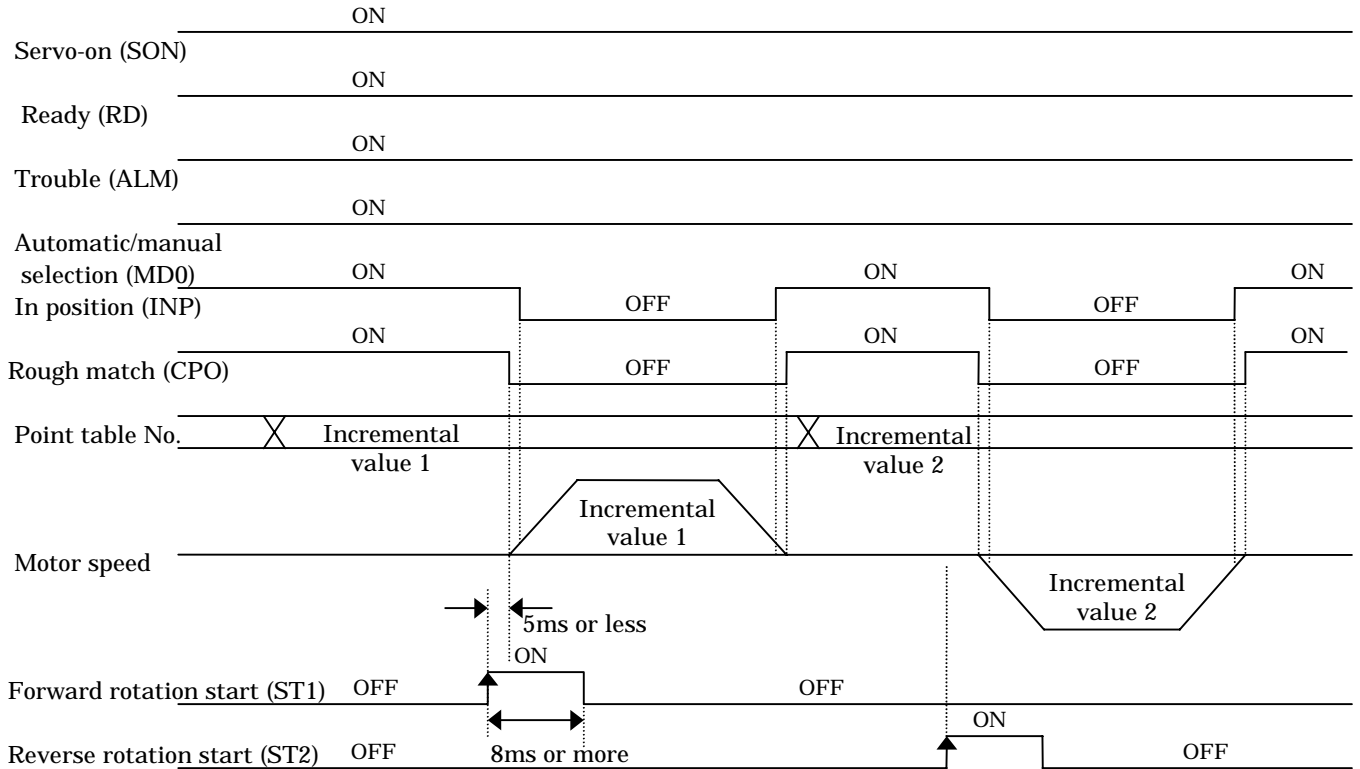 ON
Servo-on (SON)
ON
Ready (RD)
ON
Trouble (ALM)
ON
Automatic/manual
selection (MD0)
ON ON ON
In position (INP)
OFF OFF
ON ON ON
Rough match (CPO)
OFF OFF
Point table No.
Incremental
value 1
Incremental
value 2
Incremental
value 1
Motor speed
Incremental
value 2
5ms or less
ON
Forward rotation start (ST1) OFF OFF
ON
Reverse rotation start (ST2) OFF 8ms or more OFF